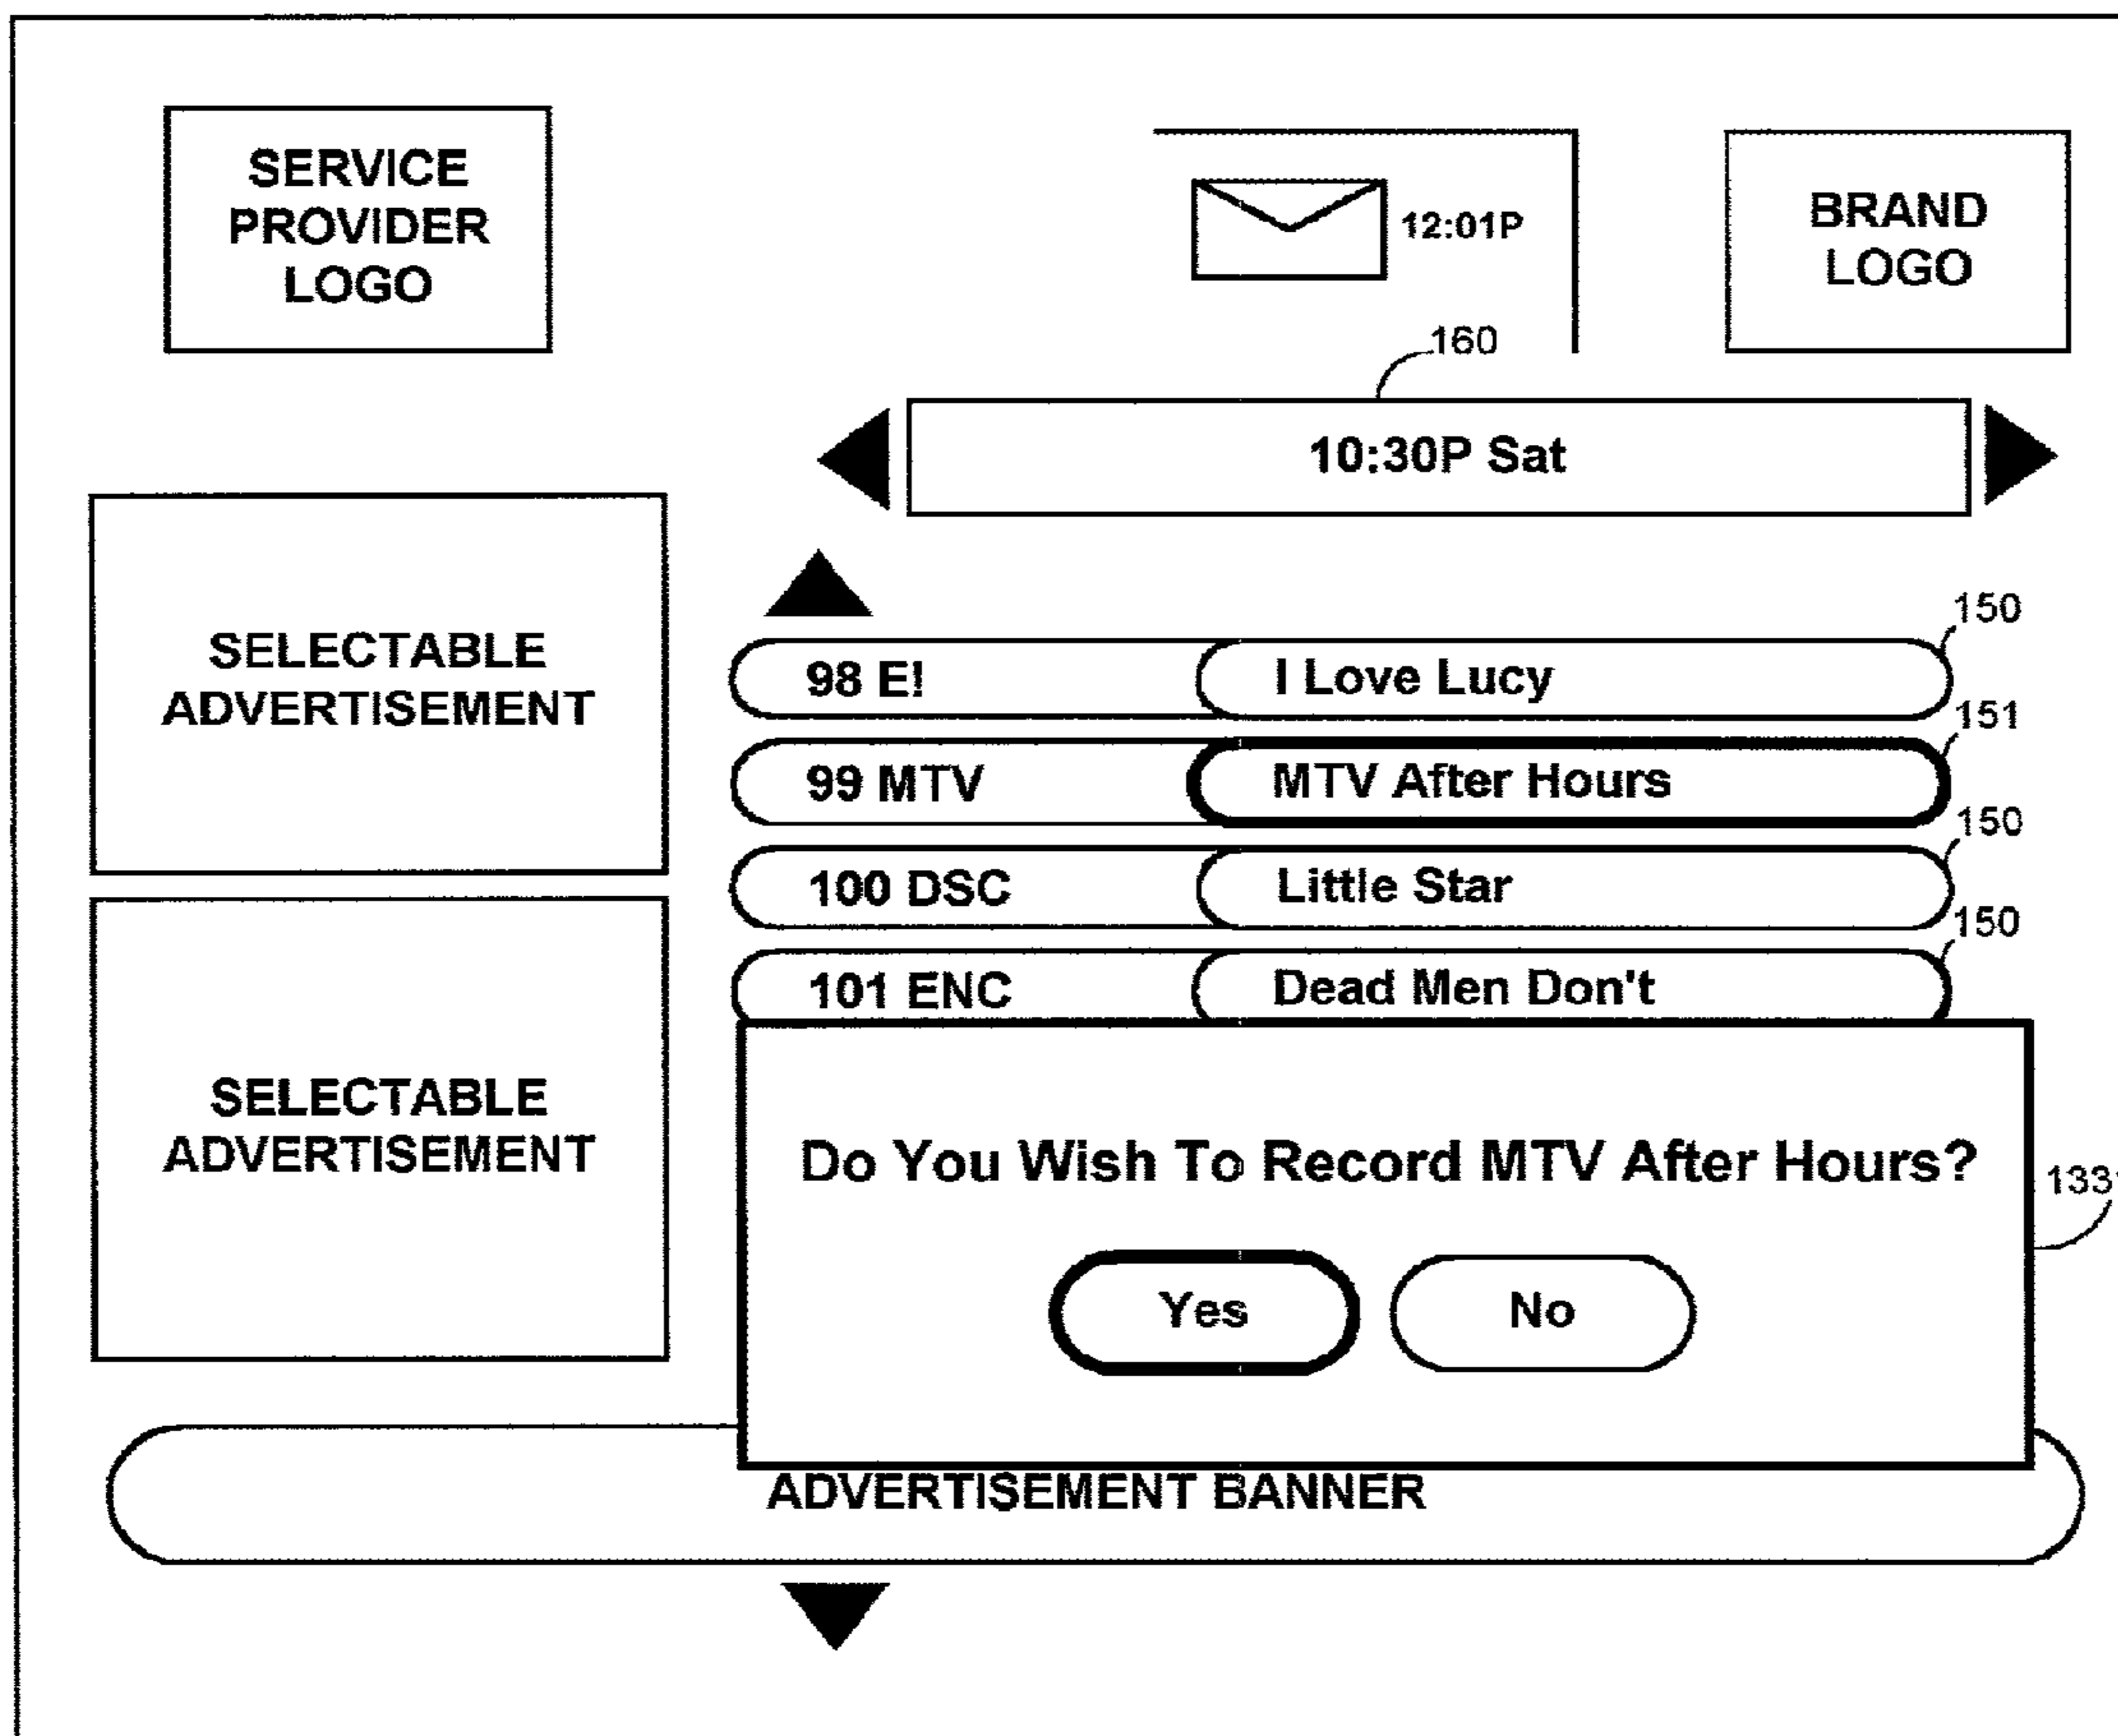 SERVICE
PROVIDER
LOGO
12:01P
BRAND
LOGO
160
10:30P Sat
SELECTABLE
ADVERTISEMENT
150
98 E! I Love Lucy
151
99 MTV MTV After Hours
150
100 DSC Little Star
150
101 ENC Dead Men Don't
SELECTABLE
ADVERTISEMENT
Do You Wish To Record MTV After Hours?
1331
Yes No
ADVERTISEMENT BANNER